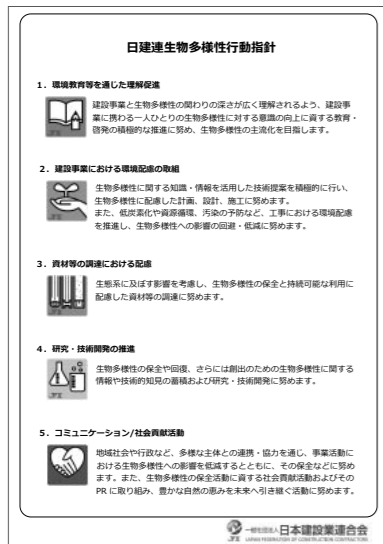 日建連生物多様性行動指針
1．環境教育等を通じた理解促進
建設事業と生物多様性の関わりの深さが広く理解されるよう、建設事
業に携わる一人ひとりの生物多様性に対する意識の向上に資する教育・
啓発の積極的な推進に努め、生物多様性の主流化を目指します。
2．建設事業における環境配慮の取組
生物多様性に関する知識・情報を活用した技術提案を積極的に行い、
生物多様性に配慮した計画、設計、施工に努めます。
また、低炭素化や資源循環、汚染の予防など、工事における環境配慮
を推進し、生物多様性への影響の回避・低減に努めます。
3．資材等の調達における配慮
生態系に及ぼす影響を考慮し、生物多様性の保全と持続可能な利用に
配慮した資材等の調達に努めます。
4．研究・技術開発の推進
生物多様性の保全や回復、さらには創出のための生物多様性に関する
情報や技術的知見の蓄積および研究・技術開発に努めます。
5．コミュニケーション/社会貢献活動
地域社会や行政など、多様な主体との連携・協力を通じ、事業活動に
おける生物多様性への影響を低減するとともに、その保全などに努め
ます。また、生物多様性の保全活動に資する社会貢献活動およびその
PR に取り組み、豊かな自然の恵みを未来へ引き継ぐ活動に努めます。
一般社団法人 日本建設業連合会
JAPAN FEDERATION OF CONSTRUCTION CONTRACTORS